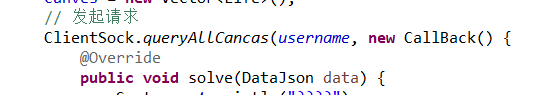 // 发起请求
ClientSock.queryAllCancas(username, new CallBack() {
@Override
public void solve(DataJson data) {